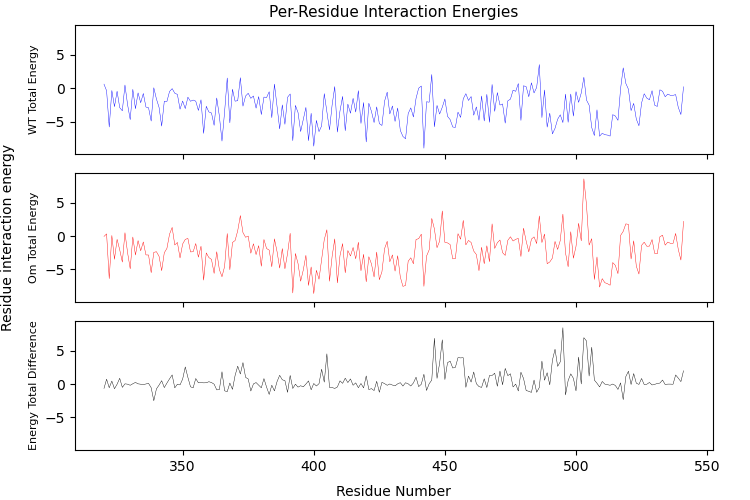 Per-Residue Interaction Energies
Residue interaction energy
WT Total Energy
5
0
−5
Om Total Energy
5
0
−5
Energy Total Difference
5
0
−5
350 400 450 500 550
Residue Number